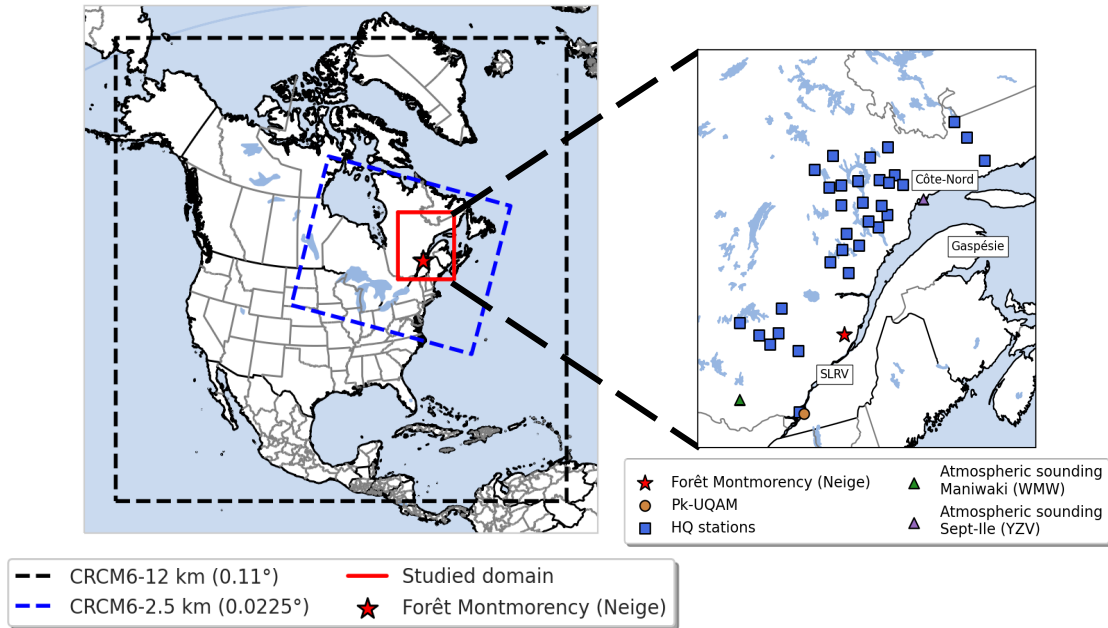 Côte-Nord
Gaspésie
SLRV
Forêt Montmorency (Neige)
Pk-UQAM
HQ stations
Atmospheric sounding
Maniwaki (WMW)
Atmospheric sounding
Sept-Ile (YZV)
CRCM6-12 km (0.11°)
CRCM6-2.5 km (0.0225°)
Studied domain
Forêt Montmorency (Neige)